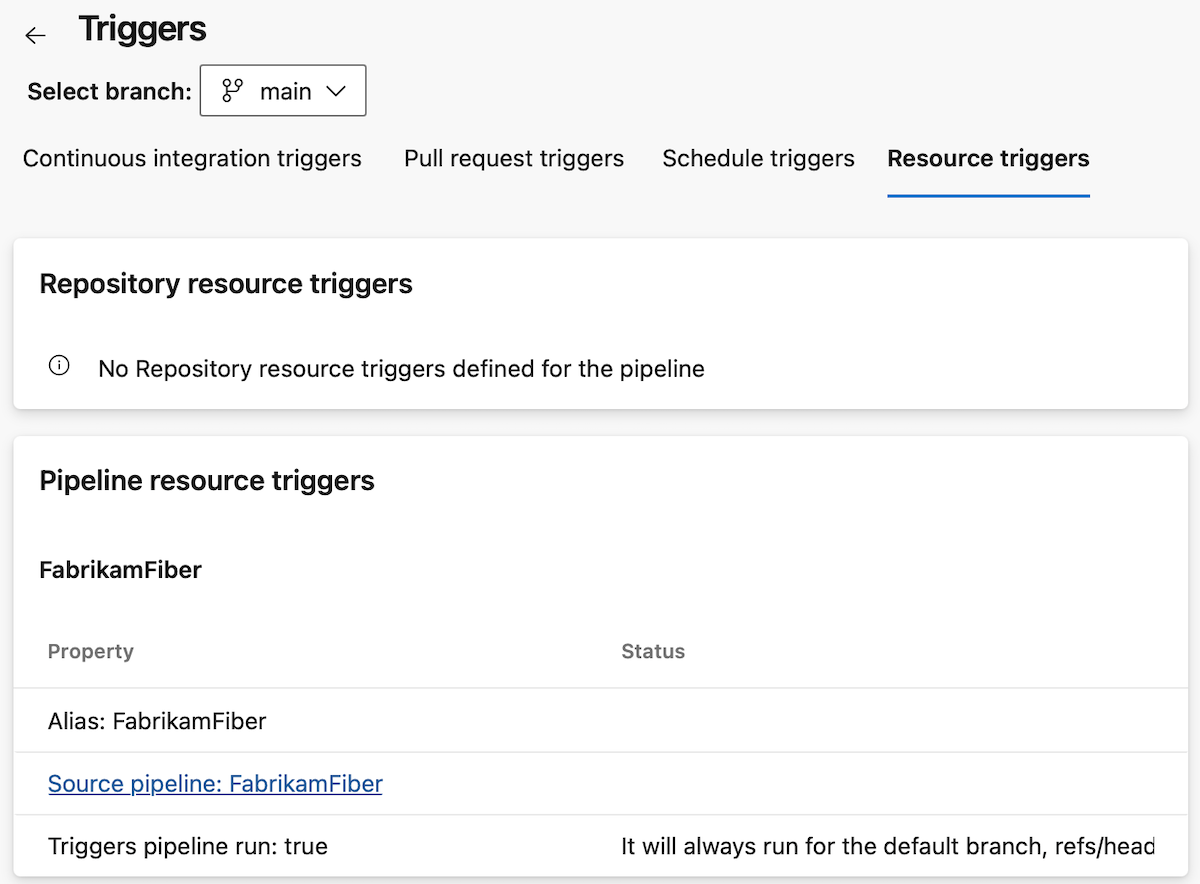 Triggers
Select branch: main
Continuous integration triggers Pull request triggers Schedule triggers Resource triggers
Repository resource triggers
No Repository resource triggers defined for the pipeline
Pipeline resource triggers
FabrikamFiber
Property Status
Alias: FabrikamFiber
Source pipeline: FabrikamFiber
Triggers pipeline run: true It will always run for the default branch, refs/head